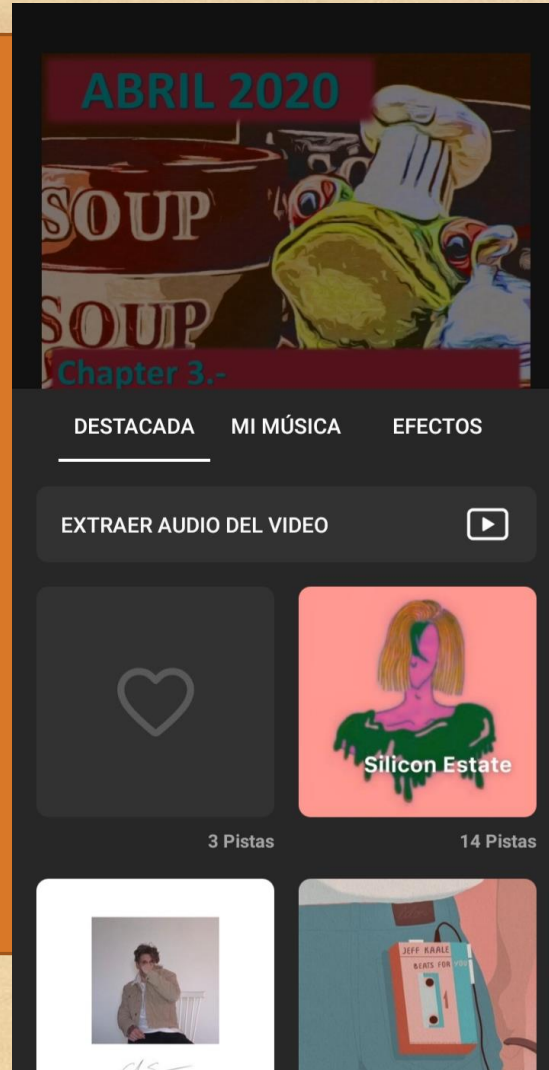 ABRIL 2020
SOUP
SOUP
Chapter 3.-
DESTACADA MI MÚSICA EFECTOS
EXTRAER AUDIO DEL VIDEO
Silicon Estate
3 Pistas
14 Pistas
JEFF KAALE
BEATS FOR YOU